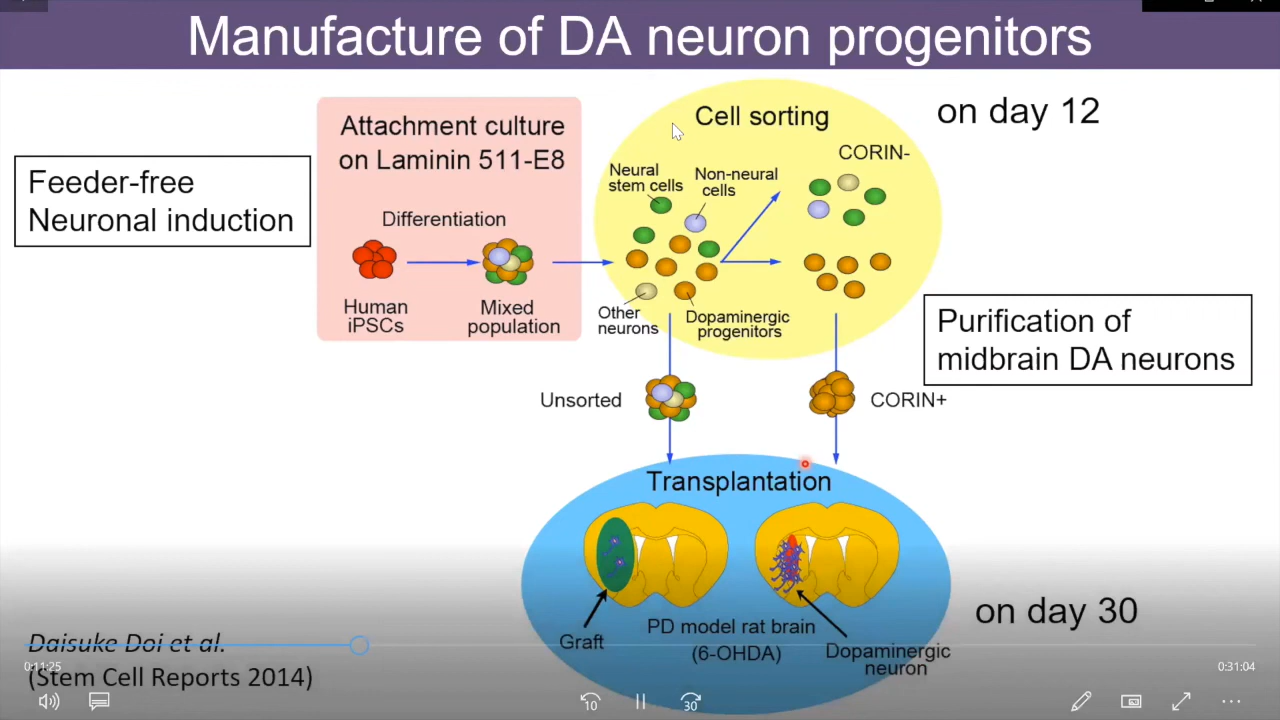 Manufacture of DA neuron progenitors
Feeder-free
Neuronal induction
Attachment culture
on Laminin 511-E8
Differentiation
Human
iPSCs
Mixed
population
Cell sorting
on day 12
CORIN-
Neural
stem cells
Non-neural
cells
Other
neurons
Dopaminergic
progenitors
Purification of
midbrain DA neurons
Unsorted
CORIN+
Transplantation
Graft
PD model rat brain
(6-OHDA)
Dopaminergic
neuron
on day 30
Daisuke Doi et al.
(Stem Cell Reports 2014)
0:11:25
0:31:04
10
30